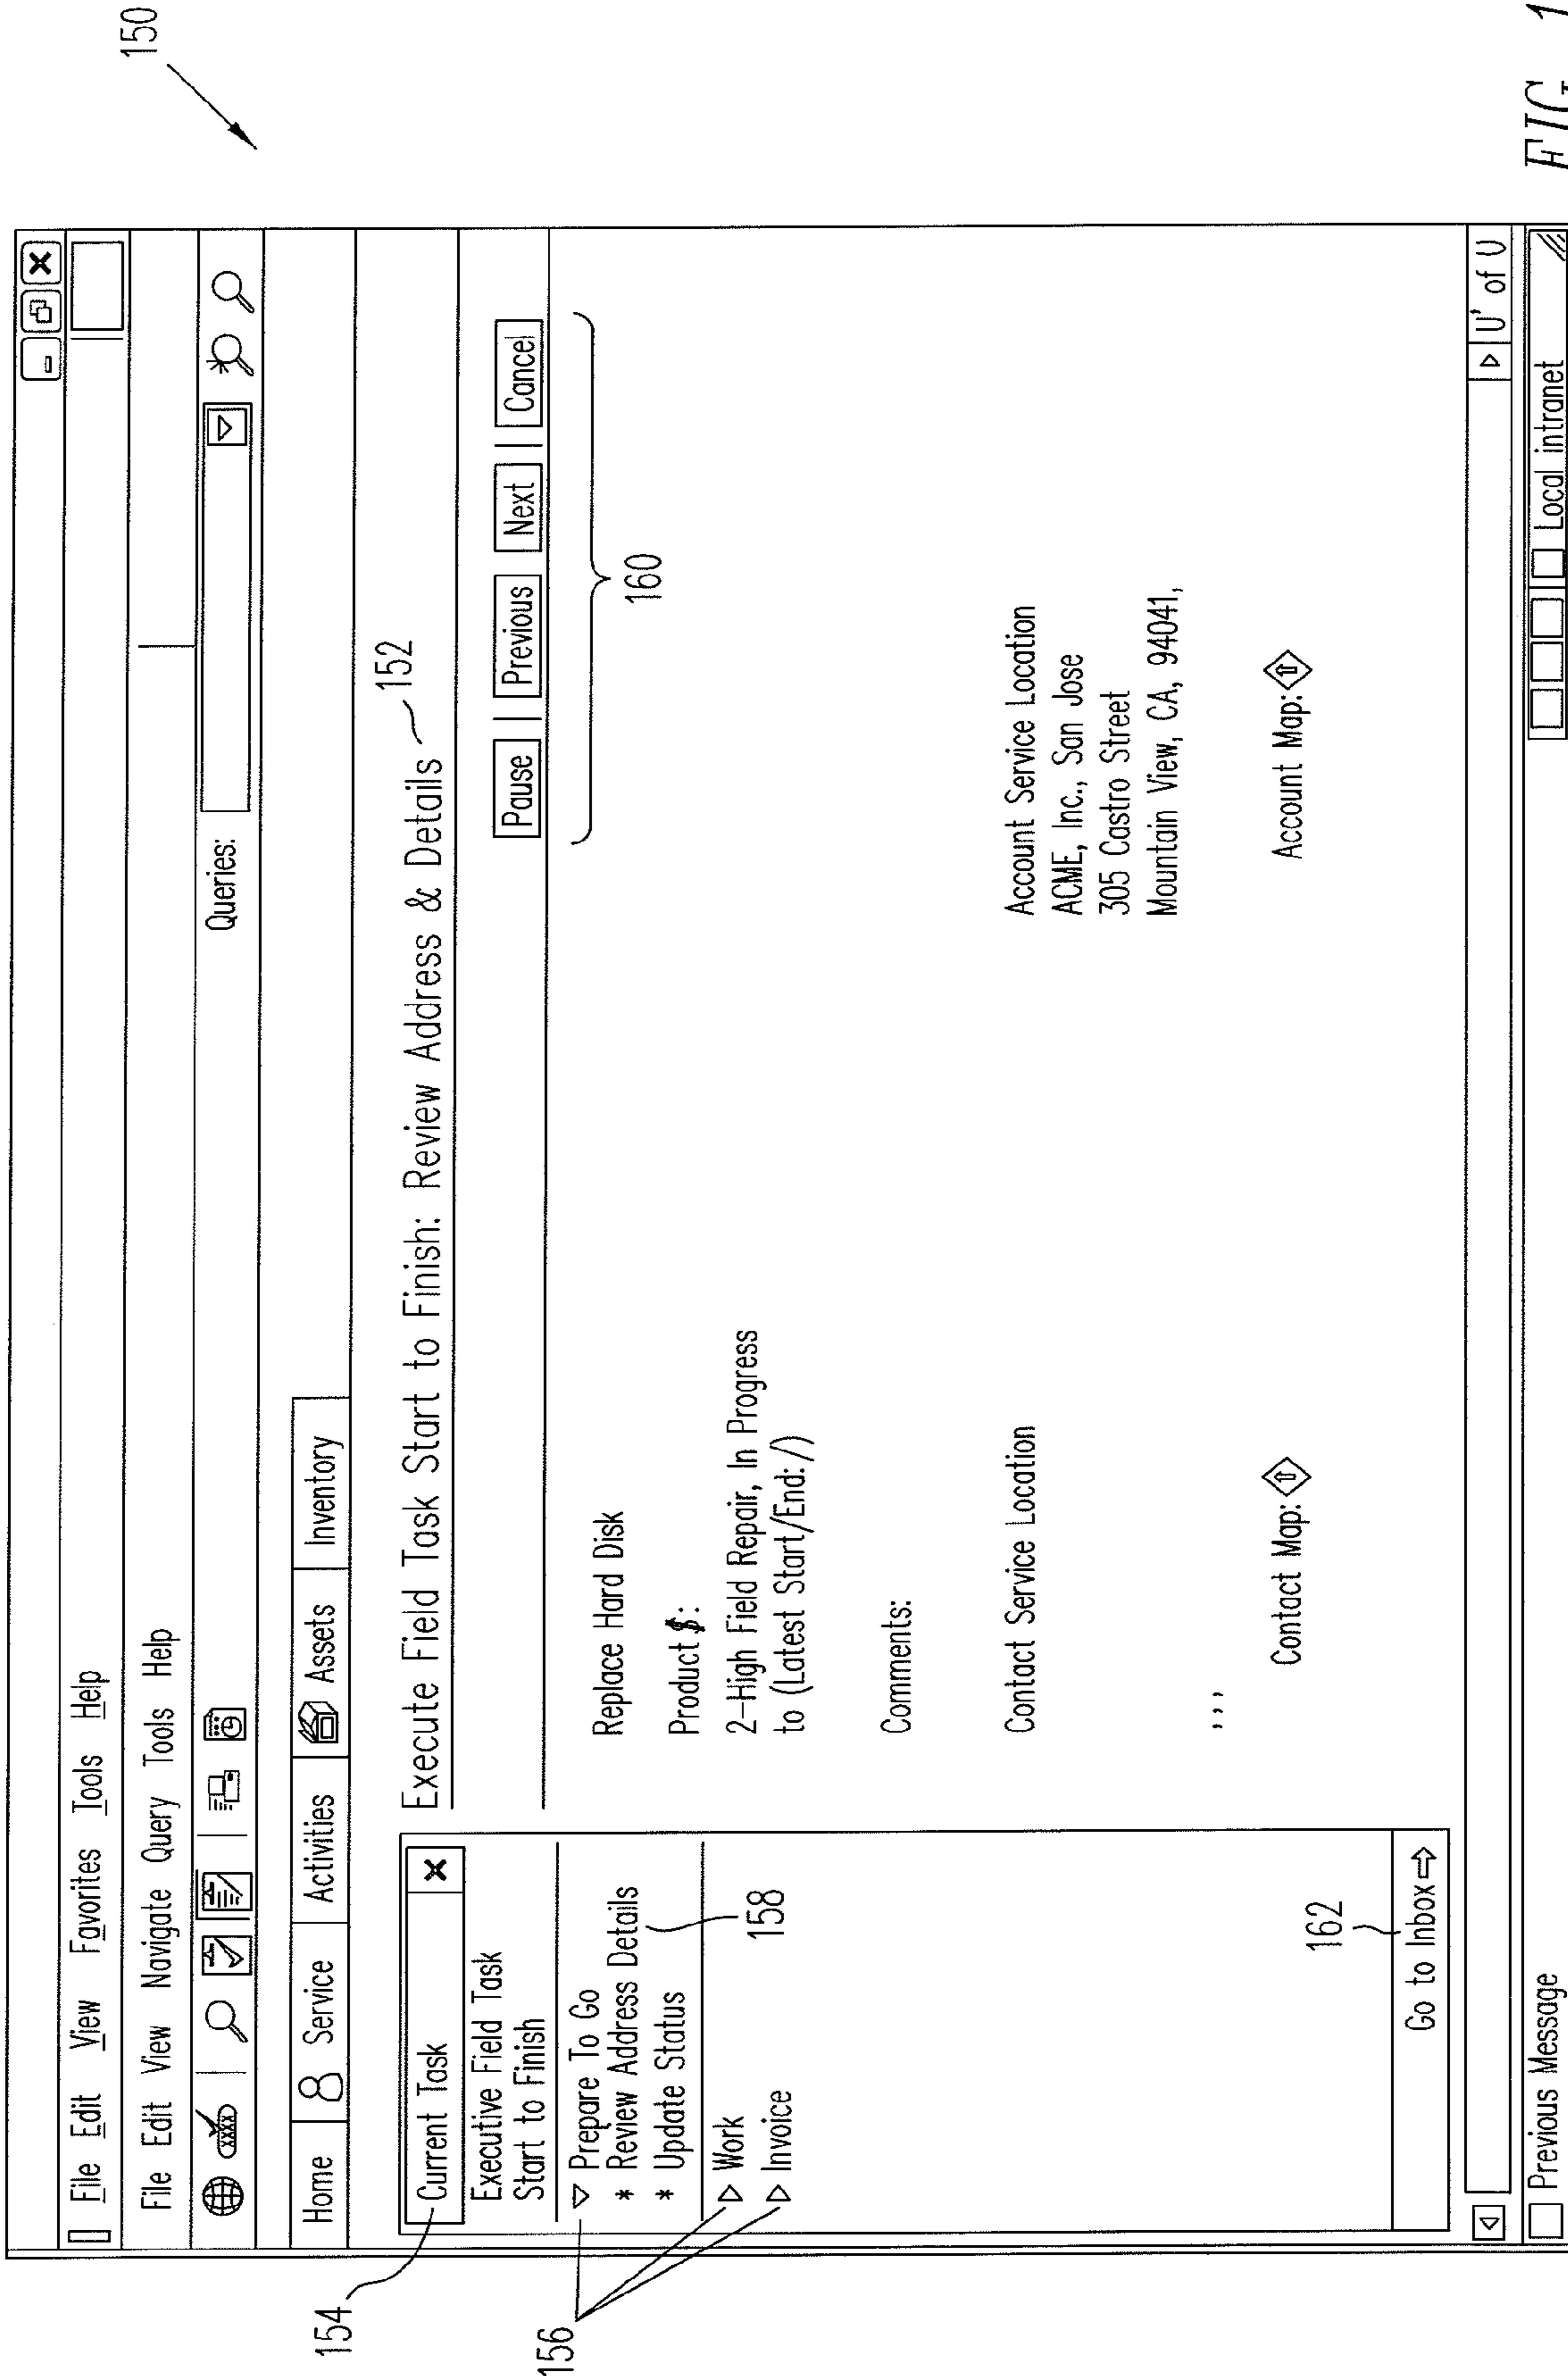 150
File Edit View Favorites Tools Help
File Edit View Navigate Query Tools Help
Queries:
Home Service Activities Assets Inventory
154
Current Task
Executive Field Task
Start to Finish
156
Prepare To Go
* Review Address Details
* Update Status
158
Work
Invoice
162
Go to Inbox
Execute Field Task Start to Finish: Review Address & Details 152
Pause | Previous Next | Cancel
160
Replace Hard Disk
Product $:
2-High Field Repair, In Progress
to (Latest Start/End: /)
Comments:
Contact Service Location
, , ,
Contact Map:
Account Service Location
ACME, Inc., San Jose
305 Castro Street
Mountain View, CA, 94041,
Account Map:
U' of U
Previous Message
Local intranet
FIG. 1